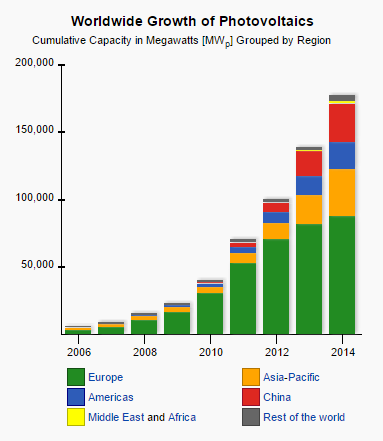 Worldwide Growth of Photovoltaics
Cumulative Capacity in Megawatts [MWp] Grouped by Region
200,000
150,000
100,000
50,000
2006 2008 2010 2012 2014
Europe Asia-Pacific
Americas China
Middle East and Africa Rest of the world